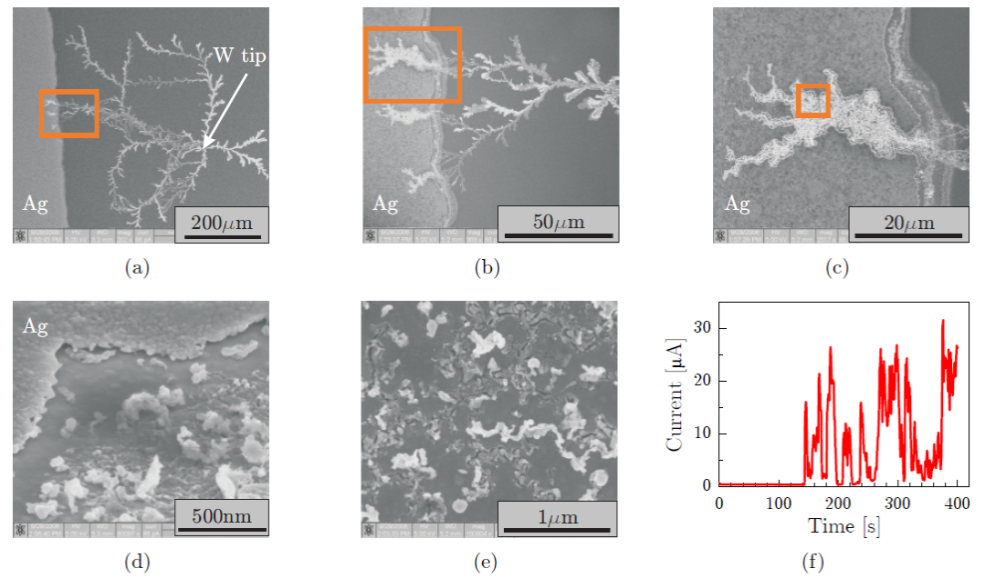 W tip
Ag
200μm
(a)
50μm
(b)
Ag
20μm
(c)
Ag
500nm
(d)
1μm
(e)
30
20
10
0
Current [μA]
0
100
200
300
400
Time [s]
(f)